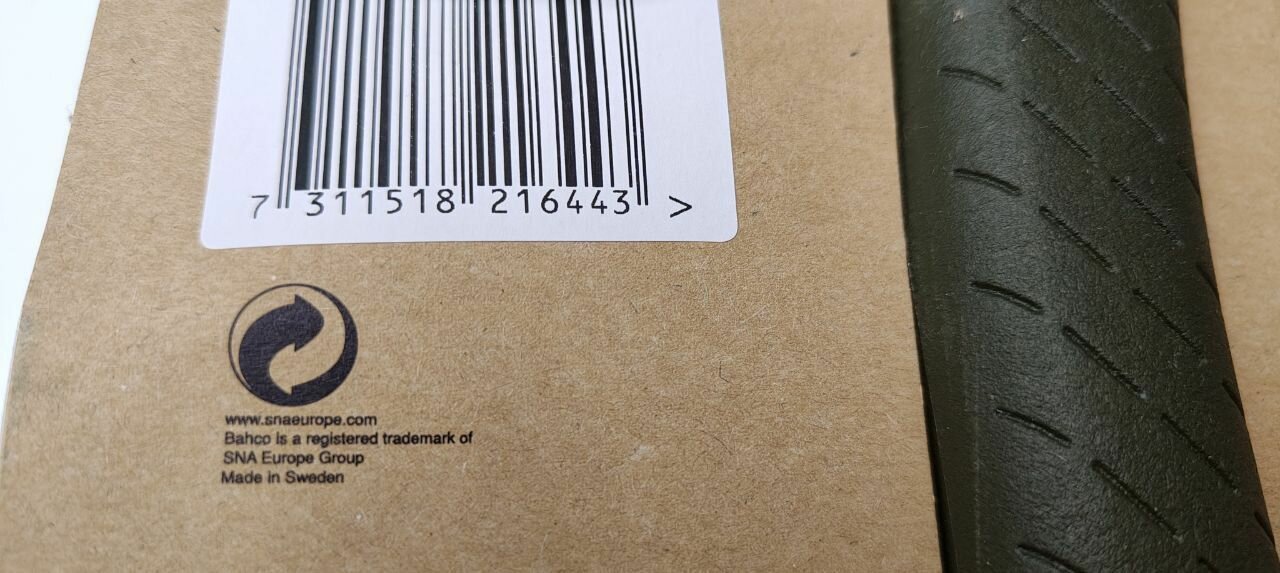 7 311518 216443 >
www.snaeurope.com
Bahco is a registered trademark of
SNA Europe Group
Made in Sweden